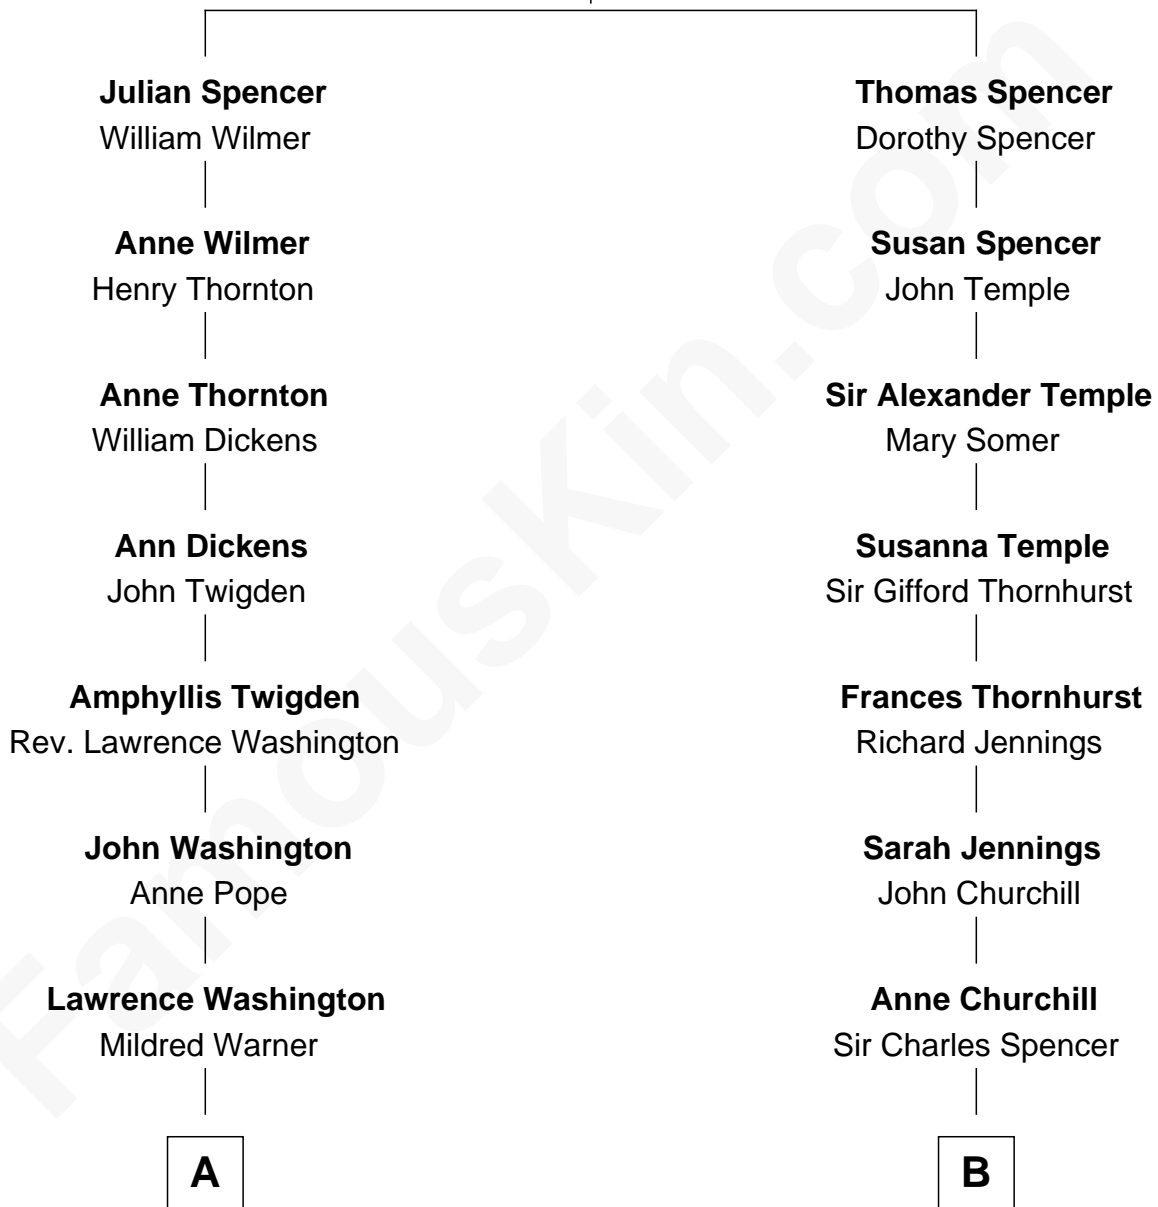 Julian Spencer
William Wilmer
Anne Wilmer
Henry Thornton
Anne Thornton
William Dickens
Ann Dickens
John Twigden
Amphyllis Twigden
Rev. Lawrence Washington
John Washington
Anne Pope
Lawrence Washington
Mildred Warner
A
Thomas Spencer
Dorothy Spencer
Susan Spencer
John Temple
Sir Alexander Temple
Mary Somer
Susanna Temple
Sir Gifford Thornhurst
Frances Thornhurst
Richard Jennings
Sarah Jennings
John Churchill
Anne Churchill
Sir Charles Spencer
B
FamousKin.com